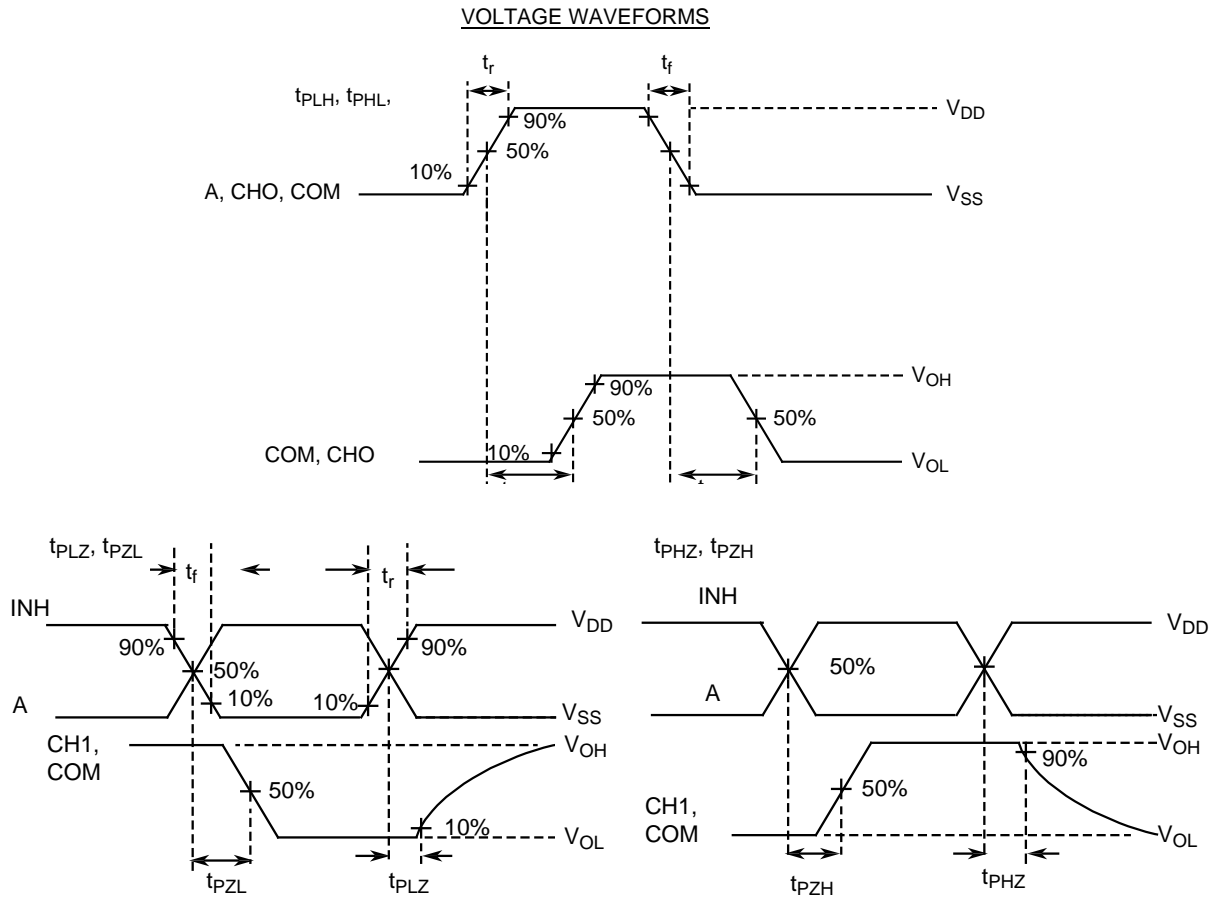 VOLTAGE WAVEFORMS
tr
tf
tPLH, tPHL,
VDD
90%
50%
10%
A, CHO, COM
VSS
VOH
90%
50%
50%
10%
COM, CHO
VOL
tPLZ, tPZL
tf
tr
INH
VDD
90%
90%
50%
10%
10%
A
VSS
CH1,
COM
VOH
50%
10%
VOL
tPZL
tPLZ
tPHZ, tPZH
INH
VDD
50%
A
VSS
VOH
90%
50%
CH1,
COM
VOL
tPZH
tPHZ